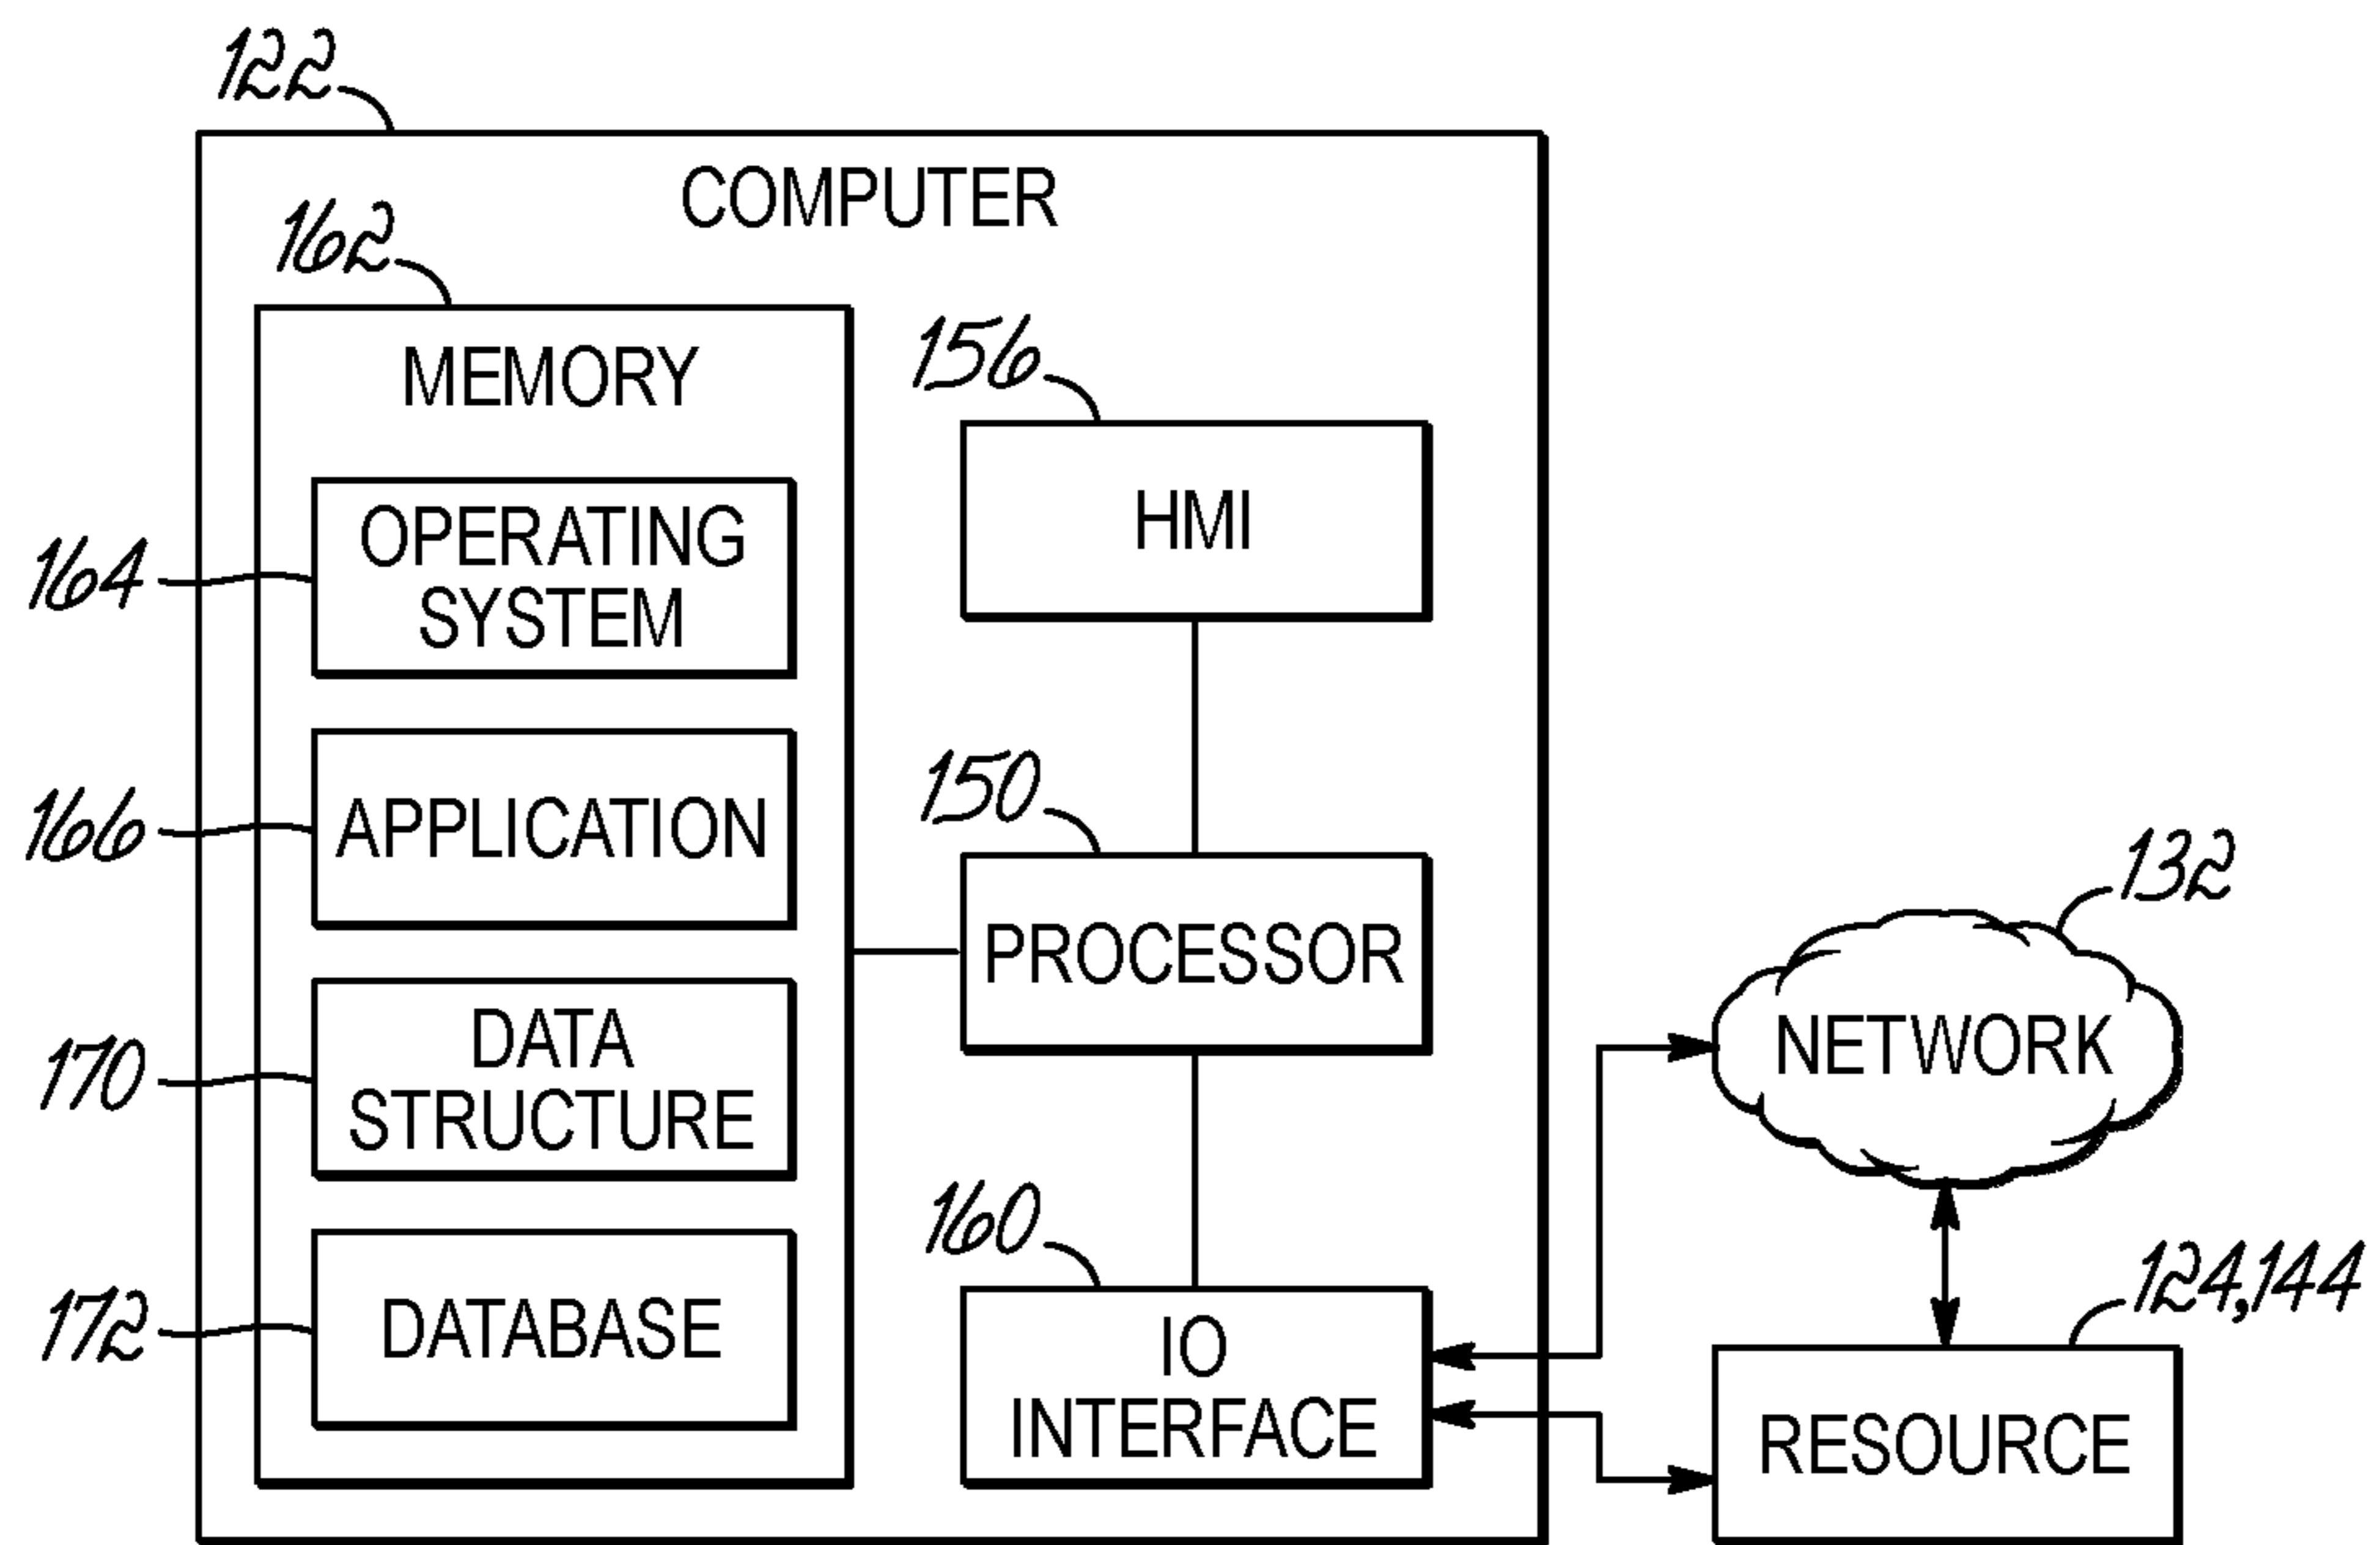 122
COMPUTER
162
MEMORY
156
HMI
164
OPERATING
SYSTEM
166
APPLICATION
150
PROCESSOR
132
NETWORK
170
DATA
STRUCTURE
160
IO
INTERFACE
172
DATABASE
124,144
RESOURCE